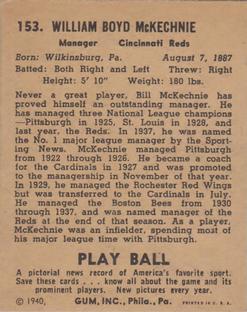 153. WILLIAM BOYD McKECHNIE
Manager Cincinnati Reds
Born: Wilkinsburg, Pa. August 7, 1887
Batted: Both Right and Left Threw: Right
Height: 5' 10" Weight: 180 lbs.
Never a great player, Bill McKechnie has
proved himself an outstanding manager. He
has managed three National League champions
—Pittsburgh in 1925, St. Louis in 1928, and
last year, the Reds. In 1937, he was named the
No. 1 major league manager by the Sport-
ing News. McKechnie managed Pittsburgh
from 1922 through 1926. He became a coach
for the Cardinals in 1927 and was promoted to
the managership in November of that year. In
In 1929, he managed the Rochester Red Wings
but was transferred to the Cardinals in July.
He managed the Boston Bees from 1930
through 1937, and was named manager of the
Reds at the end of that season. As a player,
McKechnie was an infielder, spending most of
his major league time with Pittsburgh.
PLAY BALL
A pictorial news record of America's favorite sport.
Save these cards . . . know all about the game and its
prominent players. New pictures every year.
© 1940, GUM, INC., Phila., Pa. PRINTED IN U. S. A.